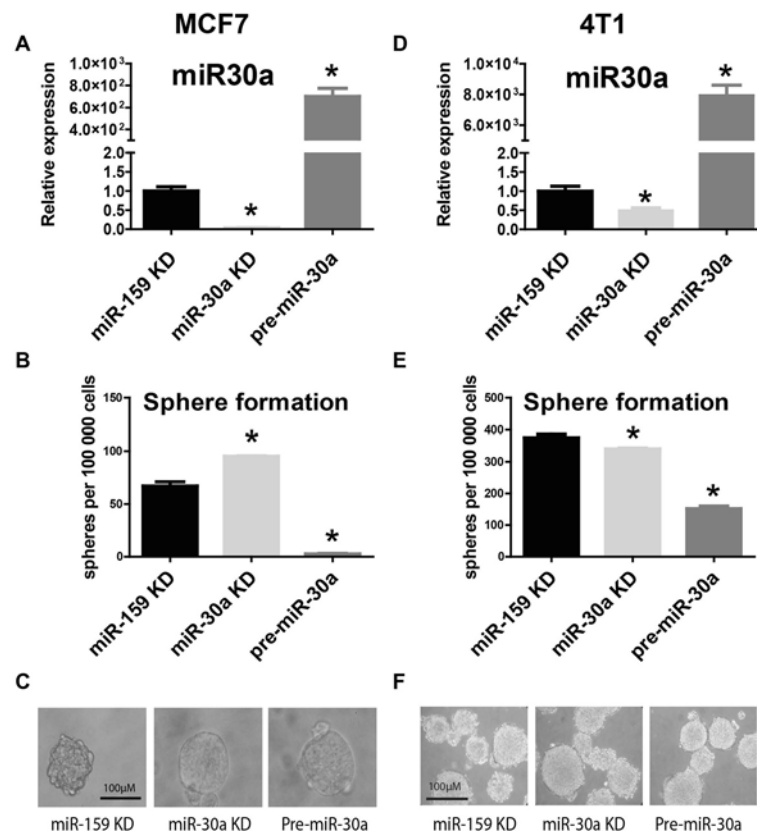 MCF7
A
miR30a
Relative expression
1.0×10³
8.0×10²
6.0×10²
4.0×10²
2.0
1.5
1.0
0.5
0.0
*
*
miR-159 KD
miR-30a KD
pre-miR-30a
B
Sphere formation
spheres per 100 000 cells
150
100
50
0
*
*
miR-159 KD
miR-30a KD
pre-miR-30a
C
100µM
miR-159 KD
miR-30a KD
Pre-miR-30a
4T1
D
miR30a
Relative expression
1.0×10⁴
8.0×10³
6.0×10³
2.0
1.5
1.0
0.5
0.0
*
*
miR-159 KD
miR-30a KD
pre-miR-30a
E
Sphere formation
spheres per 100 000 cells
500
400
300
200
100
0
*
*
miR-159 KD
miR-30a KD
pre-miR-30a
F
100µM
miR-159 KD
miR-30a KD
Pre-miR-30a